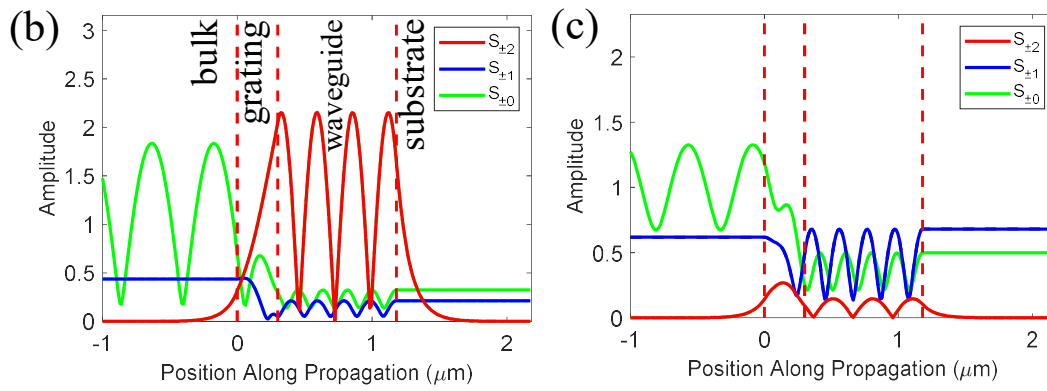 (b)
bulk
grating
waveguide
substrate
S±2
S±1
S±0
Amplitude
3
2.5
2
1.5
1
0.5
0
-1 0 1 2
Position Along Propagation (μm)
(c)
S±2
S±1
S±0
Amplitude
2
1.5
1
0.5
0
-1 0 1 2
Position Along Propagation (μm)